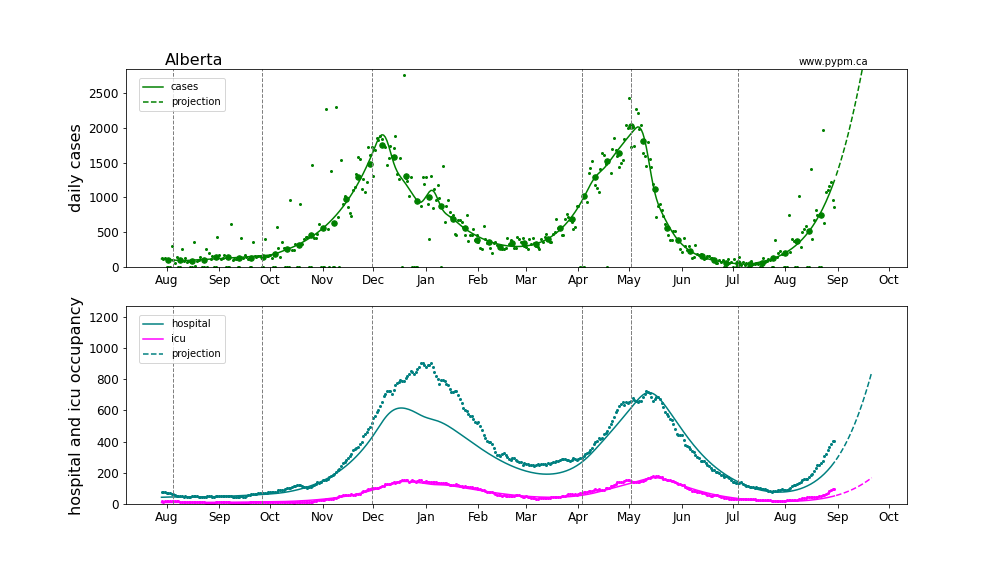 Alberta
www.pypm.ca
daily cases
cases
projection
2500
2000
1500
1000
500
0
Aug Sep Oct Nov Dec Jan Feb Mar Apr May Jun Jul Aug Sep Oct
hospital and icu occupancy
hospital
icu
projection
1200
1000
800
600
400
200
0
Aug Sep Oct Nov Dec Jan Feb Mar Apr May Jun Jul Aug Sep Oct